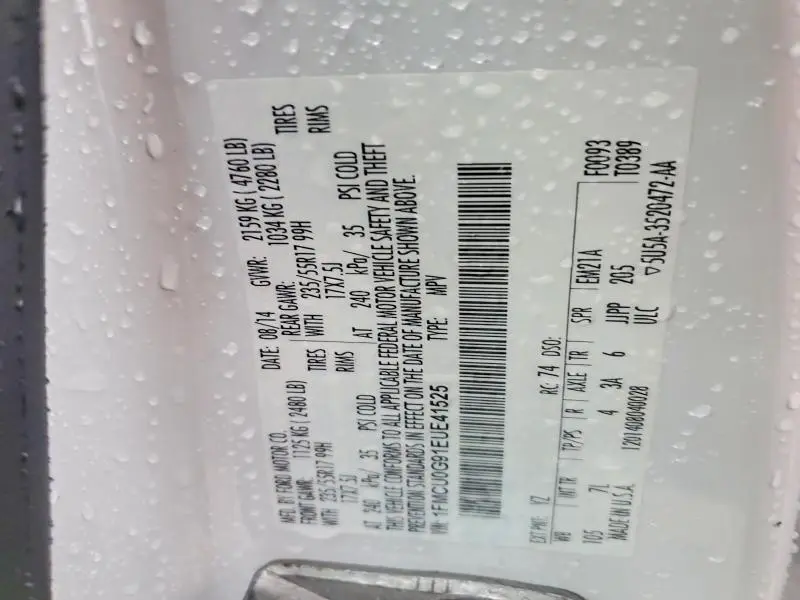 MFD. BY FORD MOTOR CO.
DATE: 08/14 GVWR: 2159 KG ( 4760 LB)
FRONT GAWR: 1125 KG ( 2480 LB) REAR GAWR: 1034 KG ( 2280 LB)
WITH 235/55R17 99H TIRES WITH 235/55R17 99H TIRES
17X7.5J RIMS 17X7.5J RIMS
AT 240 kPa/ 35 PSI COLD AT 240 kPa/ 35 PSI COLD
THIS VEHICLE CONFORMS TO ALL APPLICABLE FEDERAL MOTOR VEHICLE SAFETY AND THEFT
PREVENTION STANDARDS IN EFFECT ON THE DATE OF MANUFACTURE SHOWN ABOVE.
VIN: 1FMCU0G91EUE41525 TYPE: MPV
EXT PNT: YZ RC: 74 DSO:
WB INT TR TP/PS R AXLE TR SPR EM21A F0093
105 7L 4 3A 6 JJPP 205 T0389
MADE IN U.S.A. 1201408040028 ULC 5U5A-3520472-AA